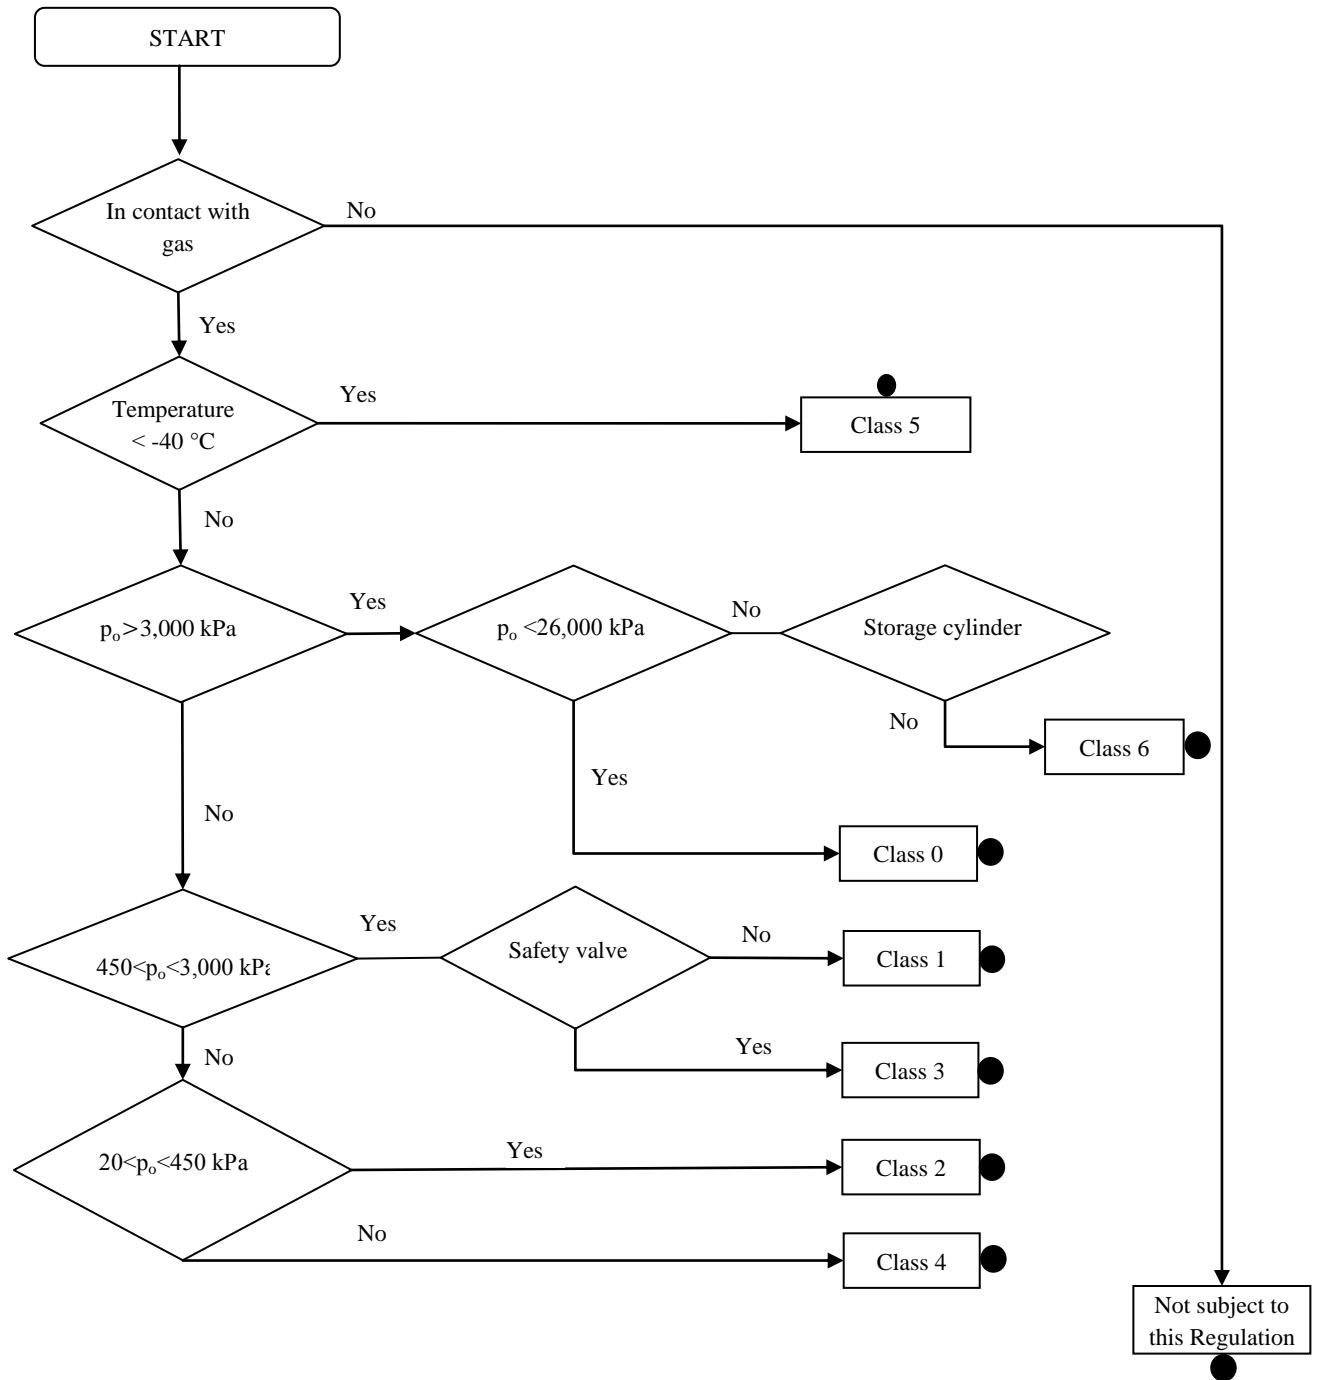 START
In contact with
gas
No
Yes
Temperature
< -40 °C
Yes
Class 5
No
po>3,000 kPa
Yes
po <26,000 kPa
No
Storage cylinder
No
Class 6
Yes
No
Class 0
450<po<3,000 kPa
Yes
Safety valve
No
Class 1
Yes
Class 3
No
20<po<450 kPa
Yes
Class 2
No
Class 4
Not subject to
this Regulation